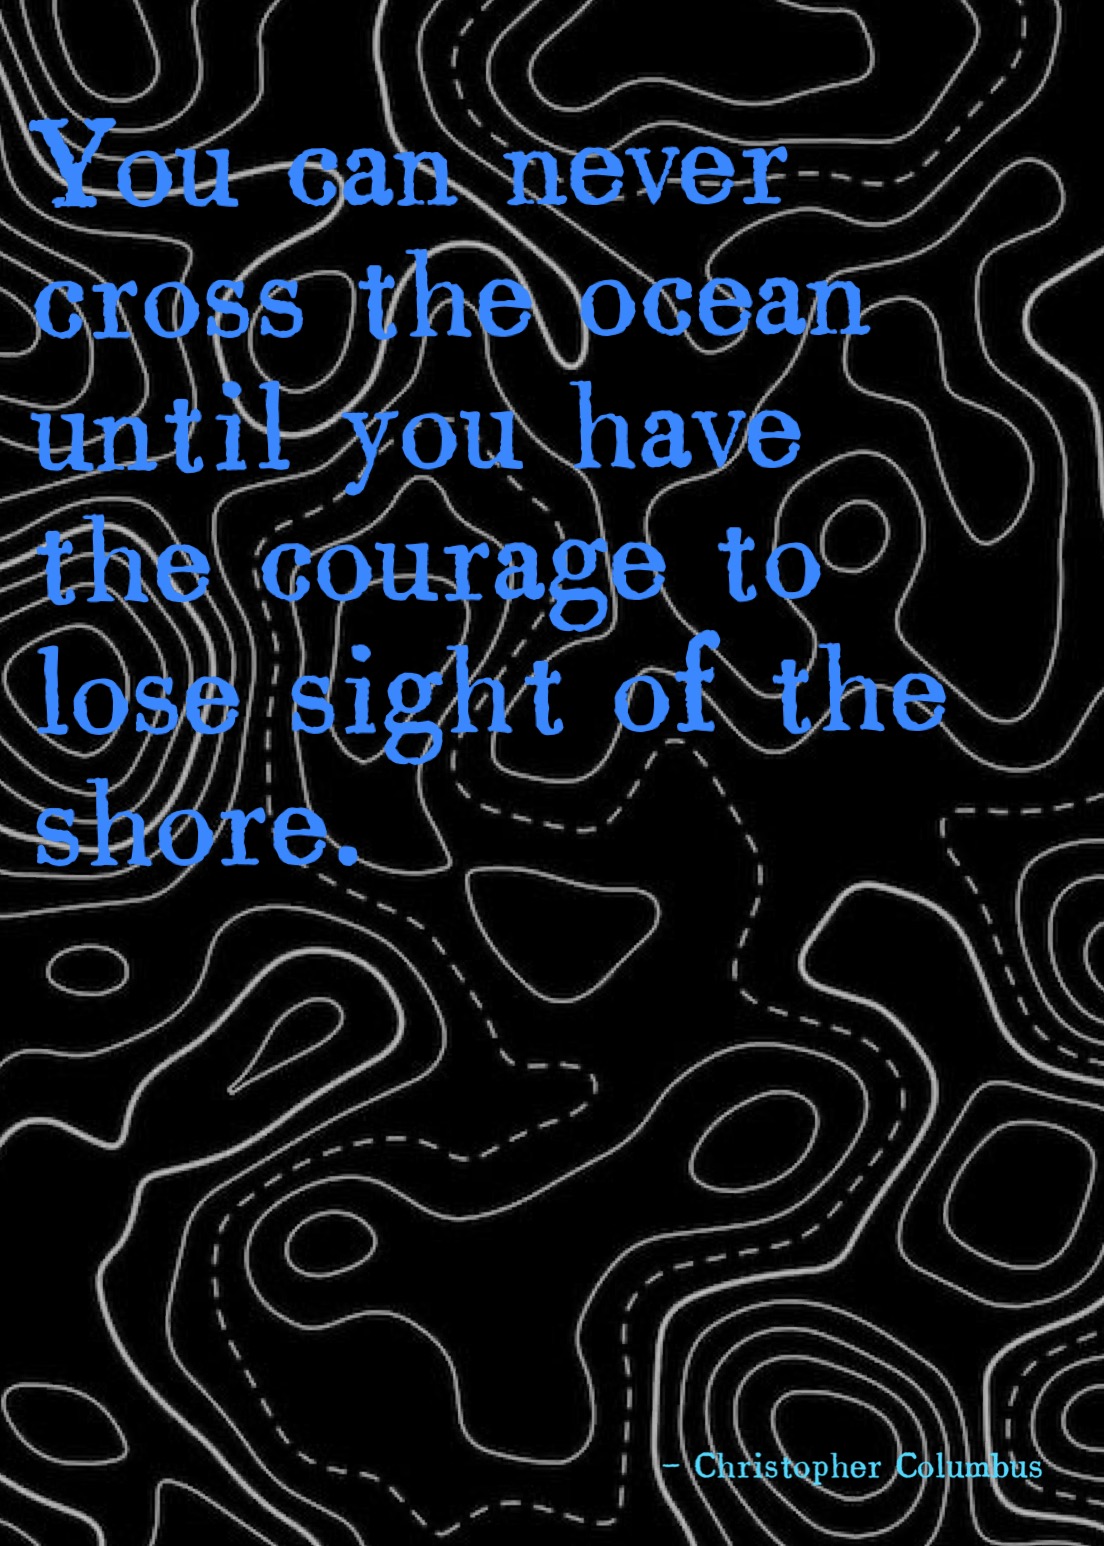 You can never
cross the ocean
until you have
the courage to
lose sight of the
shore.
- Christopher Columbus